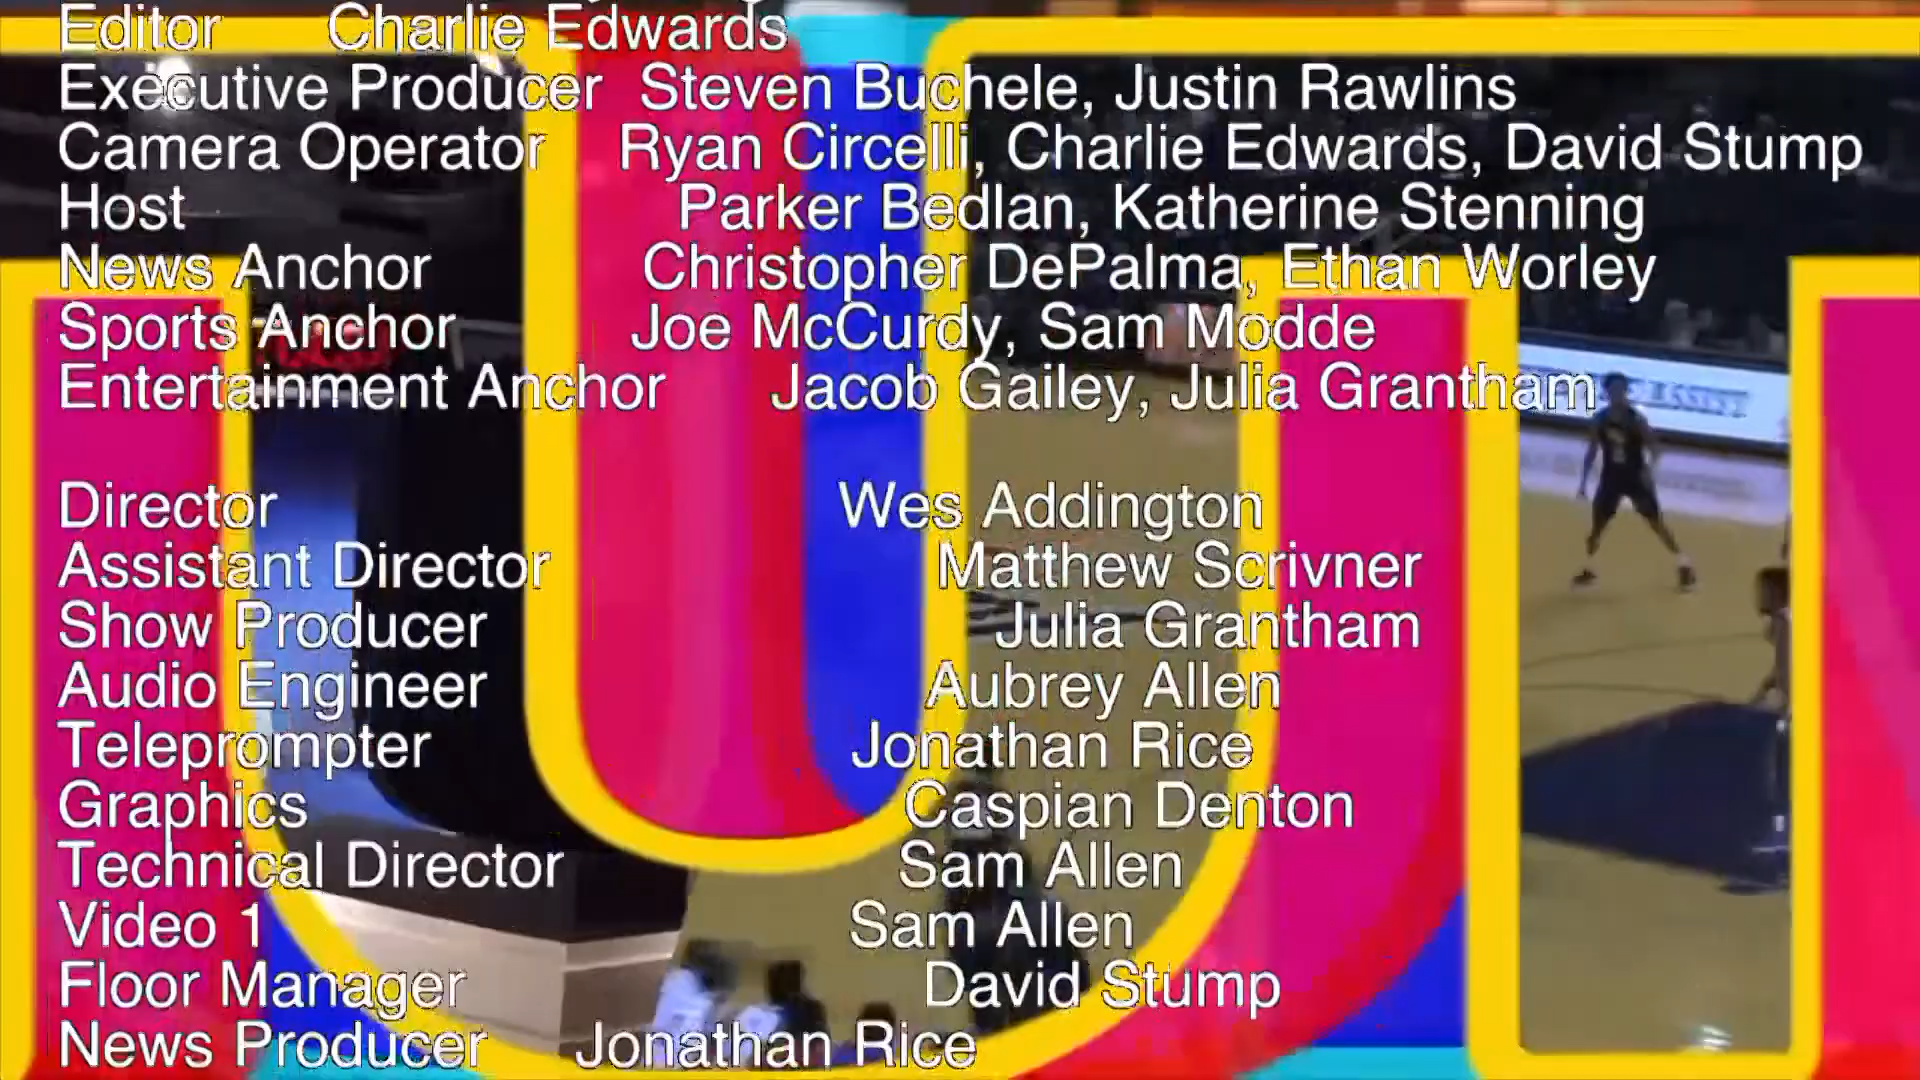 Editor Charlie Edwards
Executive Producer Steven Buchele, Justin Rawlins
Camera Operator Ryan Circelli, Charlie Edwards, David Stump
Host Parker Bedlan, Katherine Stenning
News Anchor Christopher DePalma, Ethan Worley
Sports Anchor Joe McCurdy, Sam Modde
Entertainment Anchor Jacob Gailey, Julia Grantham
Director Wes Addington
Assistant Director Matthew Scrivner
Show Producer Julia Grantham
Audio Engineer Aubrey Allen
Teleprompter Jonathan Rice
Graphics Caspian Denton
Technical Director Sam Allen
Video 1 Sam Allen
Floor Manager David Stump
News Producer Jonathan Rice